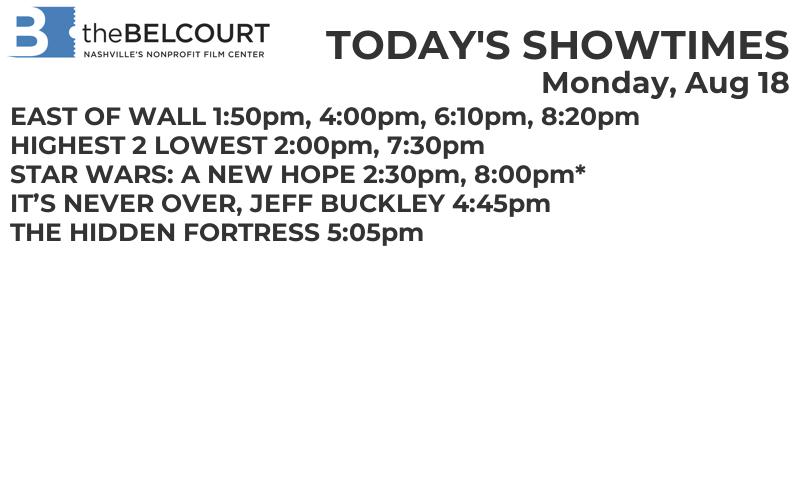 B theBELCOURT
NASHVILLE'S NONPROFIT FILM CENTER
TODAY'S SHOWTIMES
Monday, Aug 18
EAST OF WALL 1:50pm, 4:00pm, 6:10pm, 8:20pm
HIGHEST 2 LOWEST 2:00pm, 7:30pm
STAR WARS: A NEW HOPE 2:30pm, 8:00pm*
IT’S NEVER OVER, JEFF BUCKLEY 4:45pm
THE HIDDEN FORTRESS 5:05pm